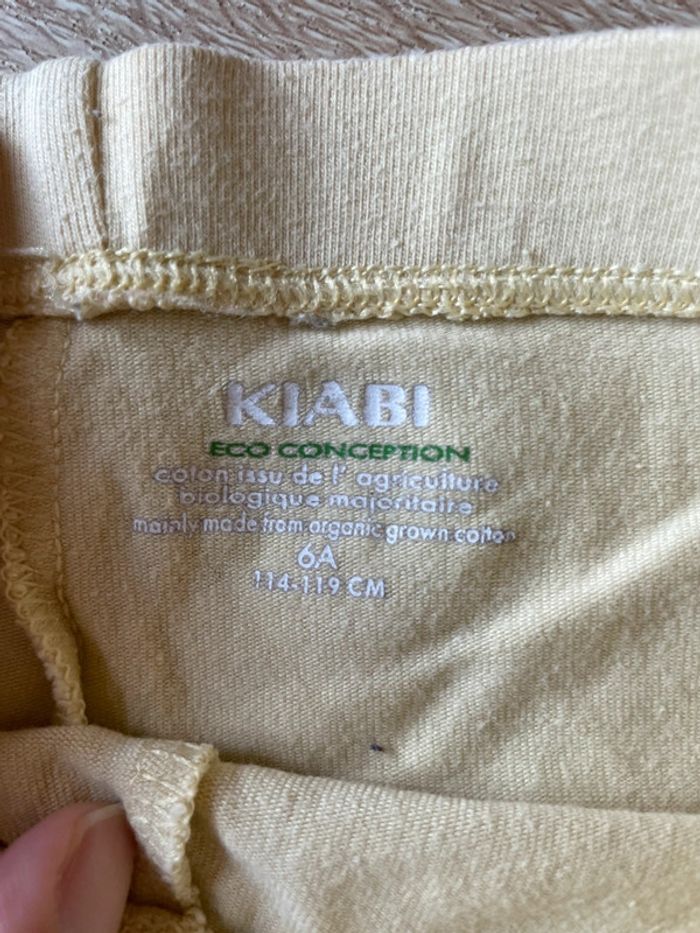 KIABI
ECO CONCEPTION
coton issu de l' agriculture
biologique majoritaire
mainly made from organic grown cotton
6A
114-119 CM